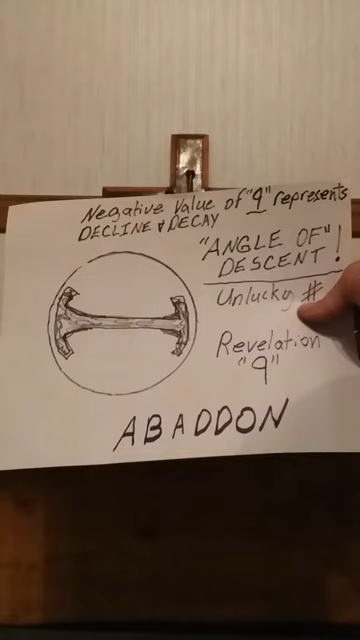 Negative Value of "9" represents
DECLINE & DECAY
"ANGLE OF"
DESCENT !
Unlucky #
Revelation
"9"
ABADDON